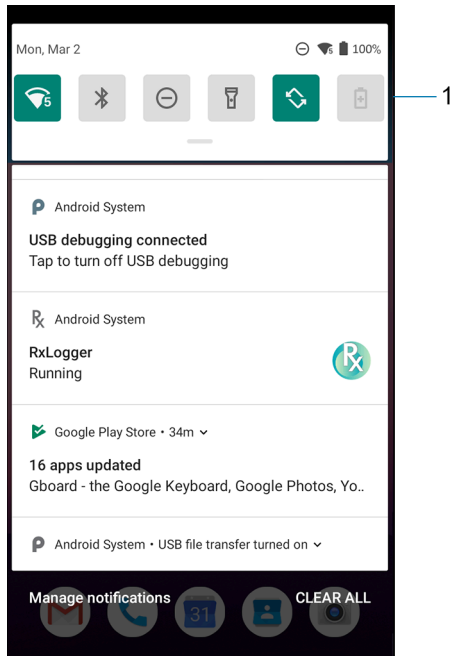 Mon, Mar 2 100%
5
1
Android System
USB debugging connected
Tap to turn off USB debugging
Android System
RxLogger
Running
Rx
Google Play Store • 34m
16 apps updated
Gboard - the Google Keyboard, Google Photos, Yo..
Android System • USB file transfer turned on
Manage notifications CLEAR ALL
31